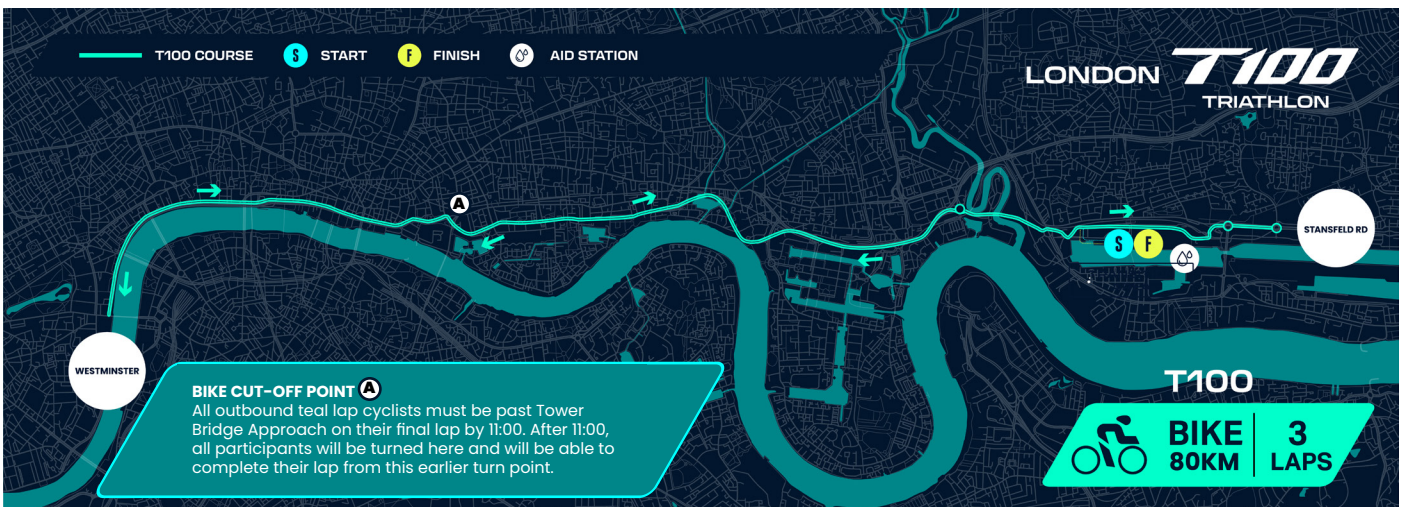 T100 COURSE
S START
F FINISH
AID STATION
LONDON T100
TRIATHLON
A
S F
STANSFELD RD
WESTMINSTER
BIKE CUT-OFF POINT A
All outbound teal lap cyclists must be past Tower
Bridge Approach on their final lap by 11:00. After 11:00,
all participants will be turned here and will be able to
complete their lap from this earlier turn point.
T100
BIKE
80KM
3
LAPS